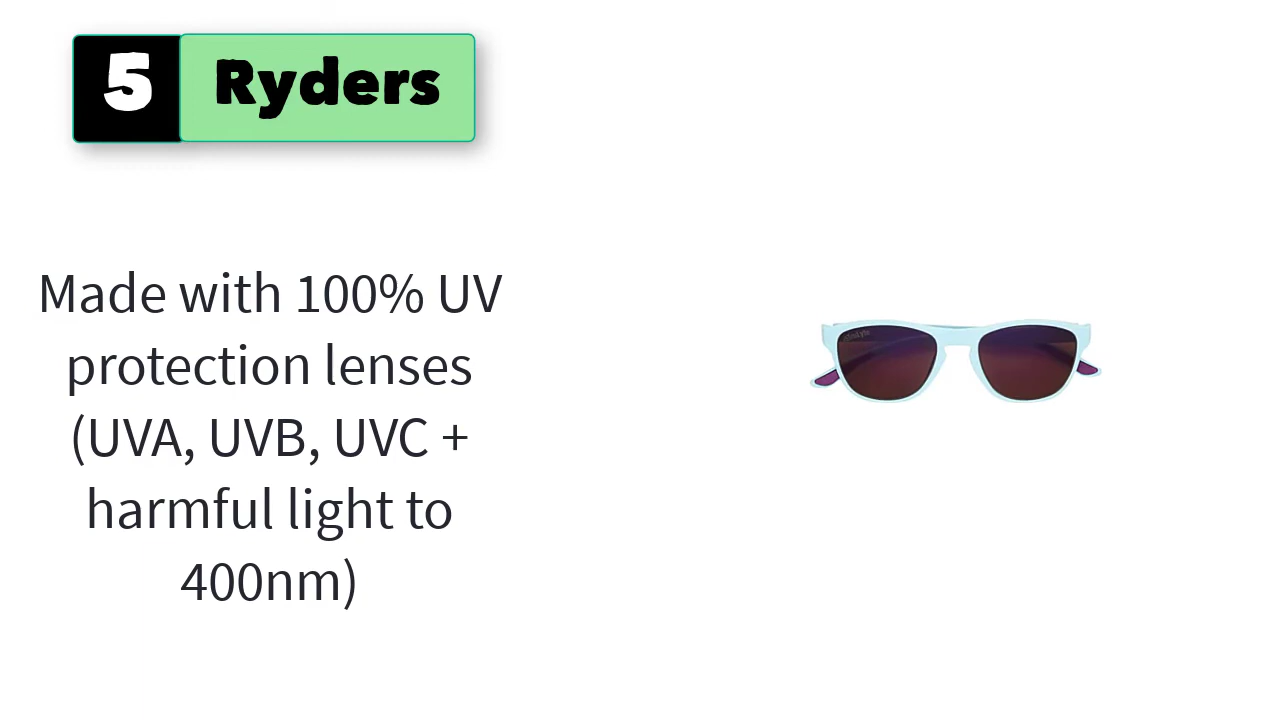 5 Ryders
Made with 100% UV
protection lenses
(UVA, UVB, UVC +
harmful light to
400nm)